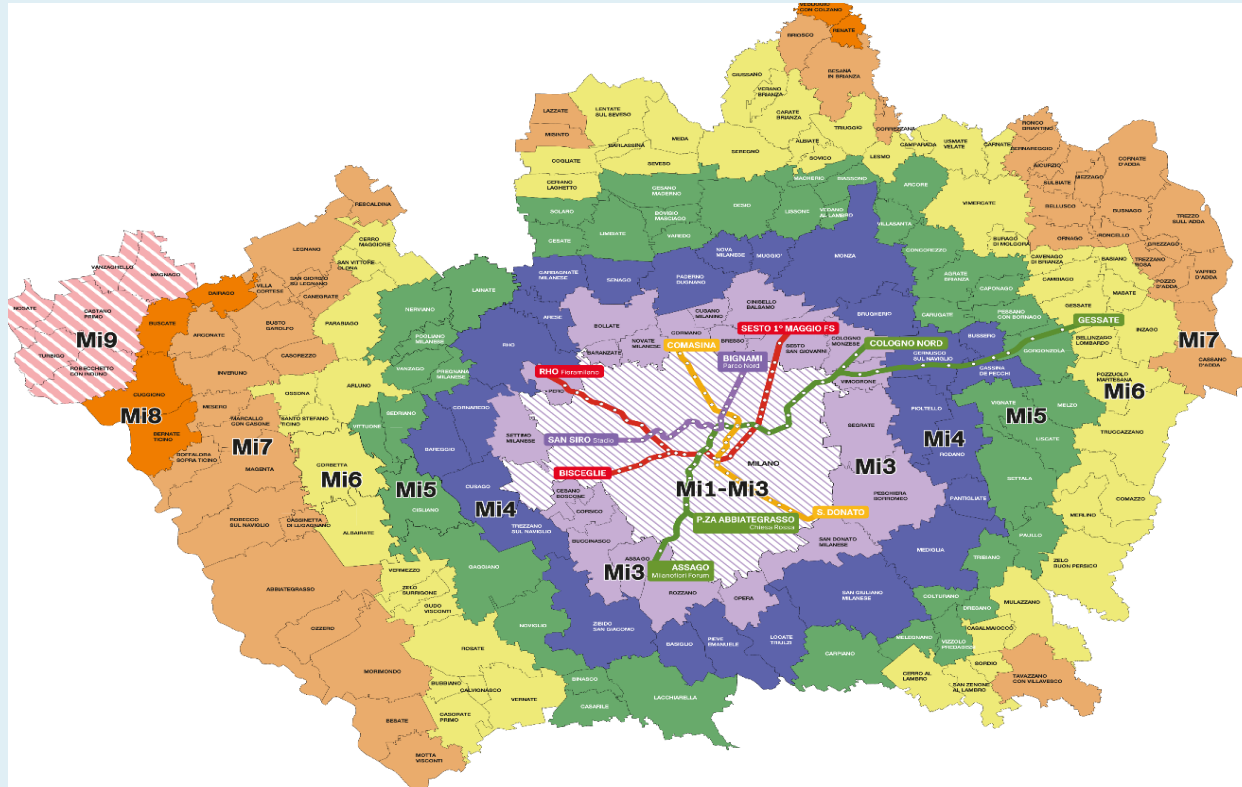 VEDUGGIO
CON COLZANO
RENATE
BRIOSCO
BESANA
IN BRIANZA
GIUSSANO
VERANO
BRIANZA
CARATE
BRIANZA
LAZZATE
MISINTO
LENTATE
SUL SEVESO
MEDA
BARLASSINA
SEVESO
COGLIATE
CERIANO
LAGHETTO
SEREGNO
ALBIATE
SOVICO
TRIUGGIO
CORREZZANA
LESMO
CAMPARADA
USMATE
VELATE
CARNATE
RONCO
BRIANTINO
BERNAREGGIO
AICURZIO
SULBIATE
MEZZAGO
CORNATE
D'ADDA
BELLUSCO
BUSNAGO
TREZZO
SULL'ADDA
ORNAGO
RONCELLO
GREZZAGO
TREZZANO
ROSA
VAPRIO
D'ADDA
POZZO
D'ADDA
VIMERCATE
BURAGO
DI MOLGORA
CAVENAGO
DI BRIANZA
BASIANO
CAMBIAGO
MASATE
GESSATE
INZAGO
BELLINZAGO
LOMBARDO
CASSANO
D'ADDA
Mi7
POZZUOLO
MARTESANA
Mi6
TRUCCAZZANO
COMAZZO
MERLINO
ZELO
BUON PERSICO
MULAZZANO
CASALMAIOCCO
SORDIO
SAN ZENONE
AL LAMBRO
CERRO AL
LAMBRO
TAVAZZANO
CON VILLAVESCO
CESANO
MADERNO
DESIO
MACHERIO
BIASSONO
LISSONE
VEDANO
AL LAMBRO
ARCORE
VILLASANTA
CONCOREZZO
AGRATE
BRIANZA
CAPONAGO
CARUGATE
PESSANO
CON BORNAGO
SOLARO
LIMBIATE
BOVISIO
MASCIAGO
VAREDO
CESATE
GORGONZOLA
VIGNATE
MELZO
Mi5
LISCATE
SETTALA
PAULLO
TRIBIANO
COLTURANO
DRESANO
MELEGNANO
VIZZOLO
PREDABISSI
CARPIANO
GARBAGNATE
MILANESE
SENAGO
PADERNO
DUGNANO
NOVA
MILANESE
MUGGIO'
MONZA
BRUGHERIO
BUSSERO
CERNUSCO
SUL NAVIGLIO
CASSINA
DE PECCHI
PIOLTELLO
Mi4
RODANO
PANTIGLIATE
MEDIGLIA
SAN GIULIANO
MILANESE
ARESE
RHO
BOLLATE
BARANZATE
NOVATE
MILANESE
CORMANO
CUSANO
MILANINO
BRESSO
CINISELLO
BALSAMO
SESTO
SAN GIOVANNI
COLOGNO
MONZESE
VIMODRONE
SEGRATE
Mi3
PESCHIERA
BORROMEO
SAN DONATO
MILANESE
SESTO 1° MAGGIO FS
COLOGNO NORD
GESSATE
COMASINA
BIGNAMI
Parco Nord
RHO Fieramilano
PERO
SAN SIRO Stadio
BISCEGLIE
MILANO
Mi1-Mi3
P.ZA ABBIATEGRASSO
Chiesa Rossa
S. DONATO
ASSAGO
Milanofiori Forum
ASSAGO
Mi3
SETTIMO
MILANESE
CESANO
BOSCONE
CORSICO
BUCCINASCO
ROZZANO
OPERA
ZIBIDO
SAN GIACOMO
BASIGLIO
PIEVE
EMANUELE
LOCATE
TRIULZI
CORNAREDO
BAREGGIO
CUSAGO
Mi4
TREZZANO
SUL NAVIGLIO
LAINATE
NERVIANO
POGLIANO
MILANESE
VANZAGO
PREGNANA
MILANESE
SEDRIANO
VITTUONE
Mi5
CISLIANO
GAGGIANO
NOVIGLIO
BINASCO
CASARILE
LACCHIARELLA
RESCALDINA
LEGNANO
CERRO
MAGGIORE
SAN VITTORE
OLONA
SAN GIORGIO
SU LEGNANO
CANEGRATE
VILLA
CORTESE
DAIRAGO
PARABIAGO
BUSTO
GAROLFO
CASOREZZO
ARCONATE
BUSCATE
INVERUNO
ARLUNO
OSSONA
SANTO STEFANO
TICINO
CORBETTA
Mi6
ALBAIRATE
VERMEZZO
ZELO
SURRIGONE
GUDO
VISCONTI
ROSATE
BUBBIANO
CALVIGNASCO
VERNATE
CASORATE
PRIMO
VANZAGHELLO
MAGNAGO
NOSATE
CASTANO
PRIMO
Mi9
TURBIGO
ROBECCHETTO
CON INDUNO
CUGGIONO
Mi8
BERNATE
TICINO
MESERO
MARCALLO
CON CASONE
Mi7
BOFFALORA
SOPRA TICINO
MAGENTA
ROBECCO
SUL NAVIGLIO
CASSINETTA
DI LUGAGNANO
ABBIATEGRASSO
OZZERO
MORIMONDO
BESATE
MOTTA
VISCONTI